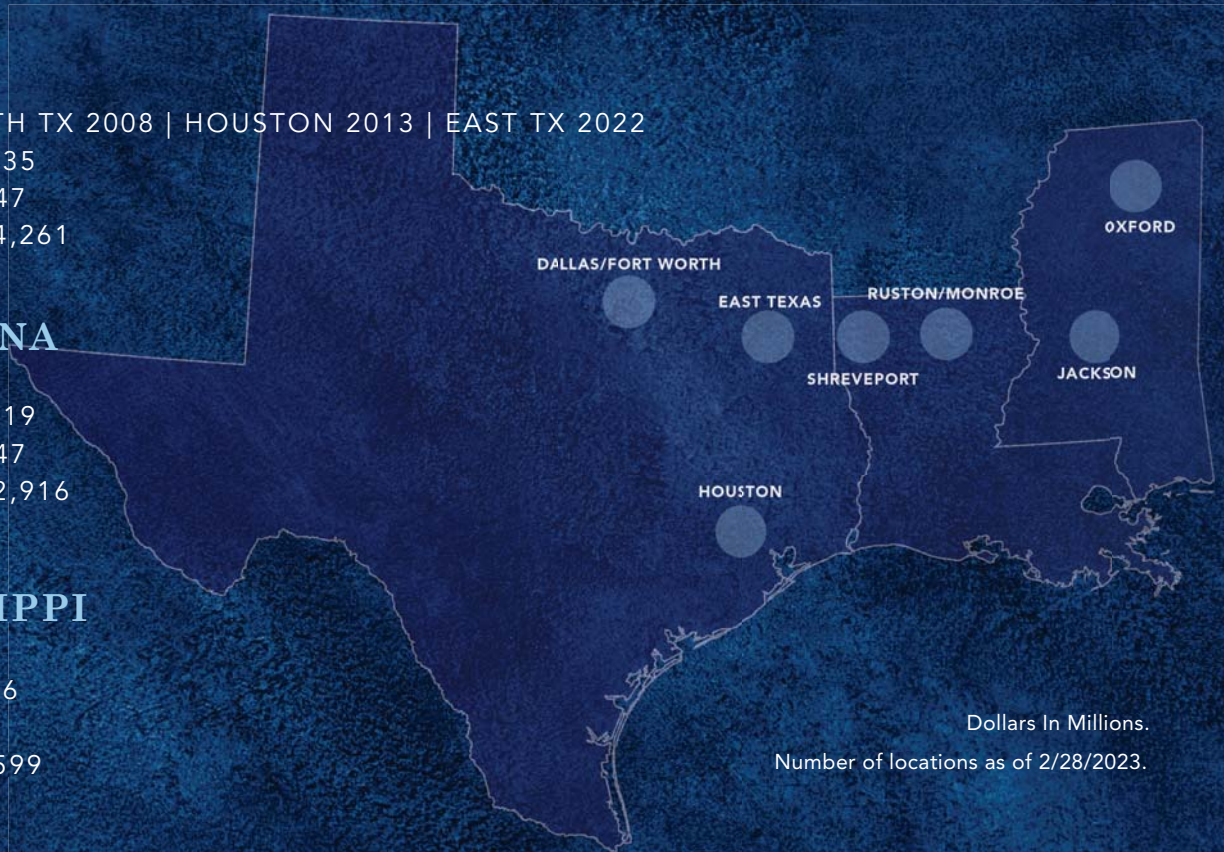 TH TX 2008 | HOUSTON 2013 | EAST TX 2022
35
47
4,261
NA
19
47
2,916
IPPI
6
599
DALLAS/FORT WORTH
EAST TEXAS
RUSTON/MONROE
SHREVEPORT
OXFORD
JACKSON
HOUSTON
Dollars In Millions.
Number of locations as of 2/28/2023.